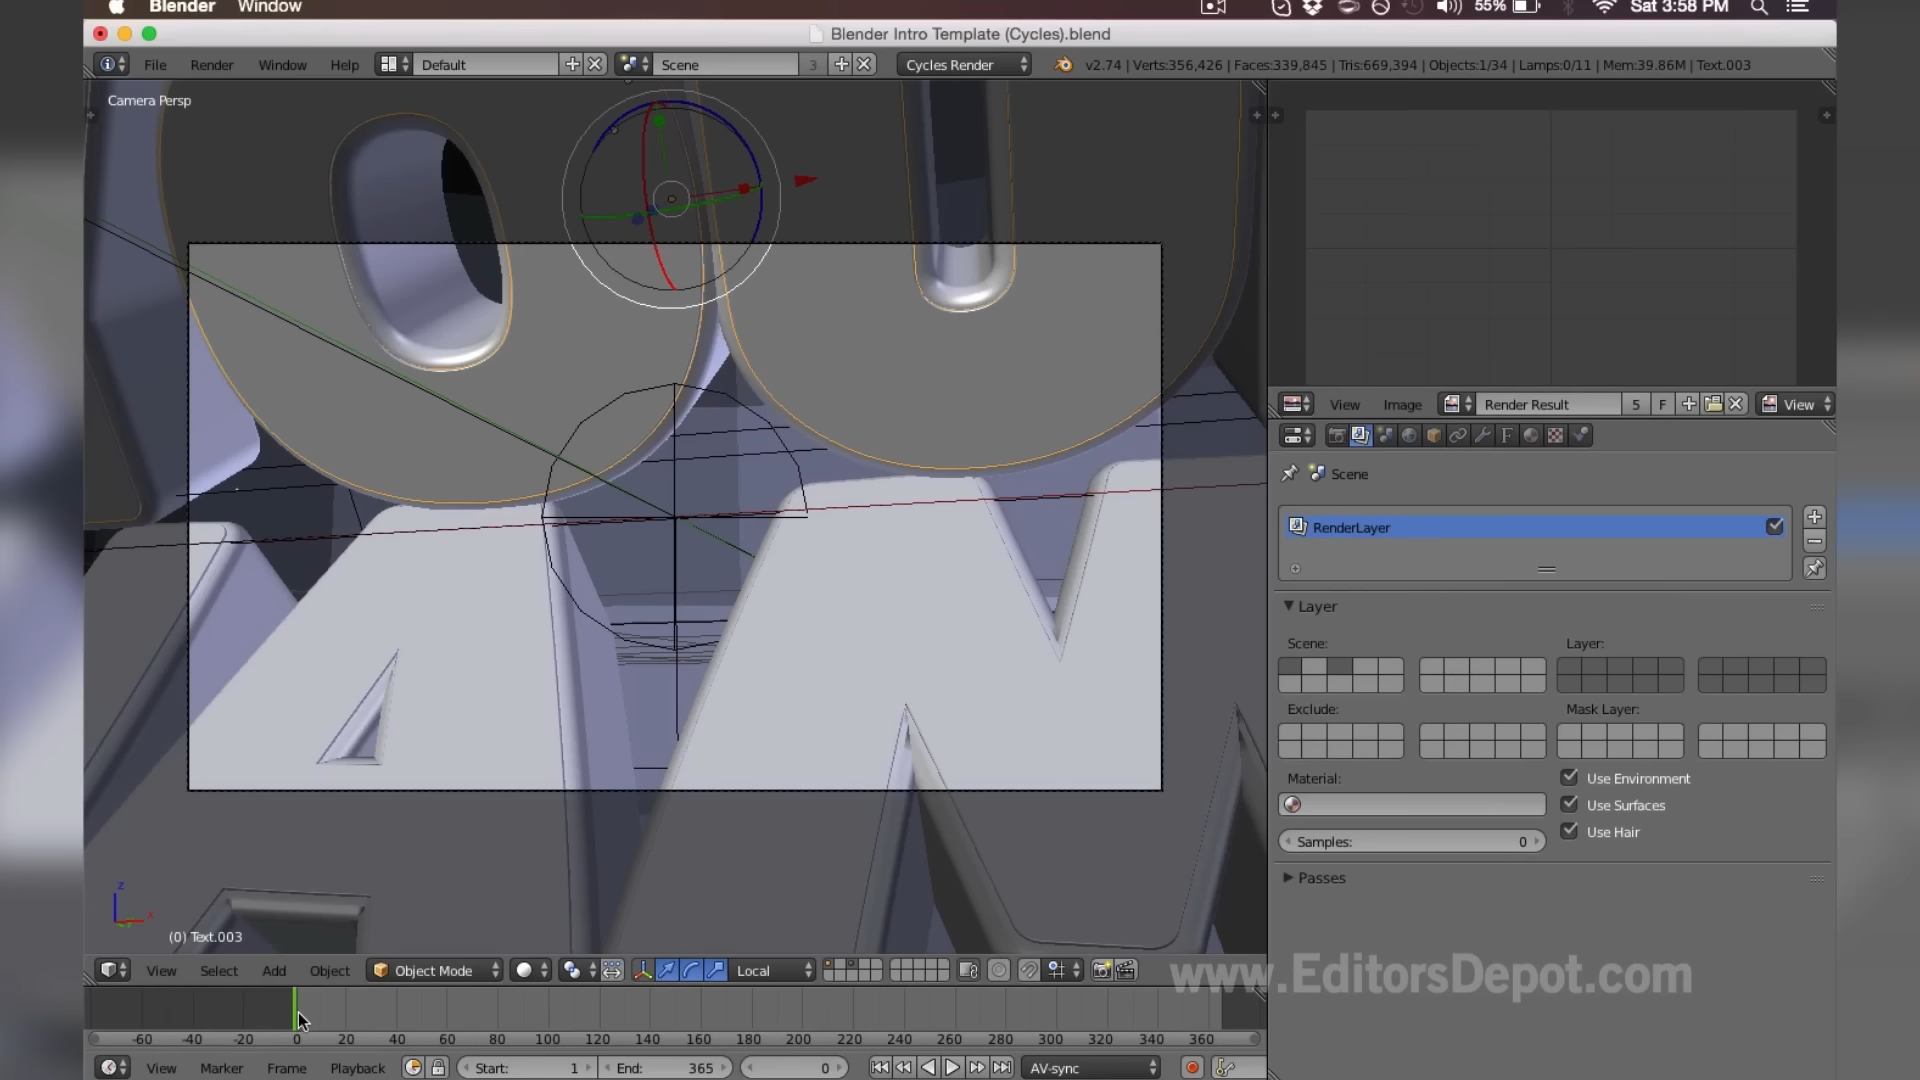 Blender Window 55% Sat 3:58 PM
Blender Intro Template (Cycles).blend
File Render Window Help Default Scene 3 Cycles Render v2.74 | Verts:356,426 | Faces:339,845 | Tris:669,394 | Objects:1/34 | Lamps:0/11 | Mem:39.86M | Text.003
Camera Persp
View Image Render Result 5 F View
Scene
RenderLayer
Layer
Scene: Layer:
Exclude: Mask Layer:
Material: Use Environment
Use Surfaces
Use Hair
Samples: 0
Passes
z
x
(0) Text.003
View Select Add Object Object Mode Local
www.EditorsDepot.com
-60 -40 -20 0 20 40 60 80 100 120 140 160 180 200 220 240 260 280 300 320 340 360
View Marker Frame Playback Start: 1 End: 365 0 AV-sync